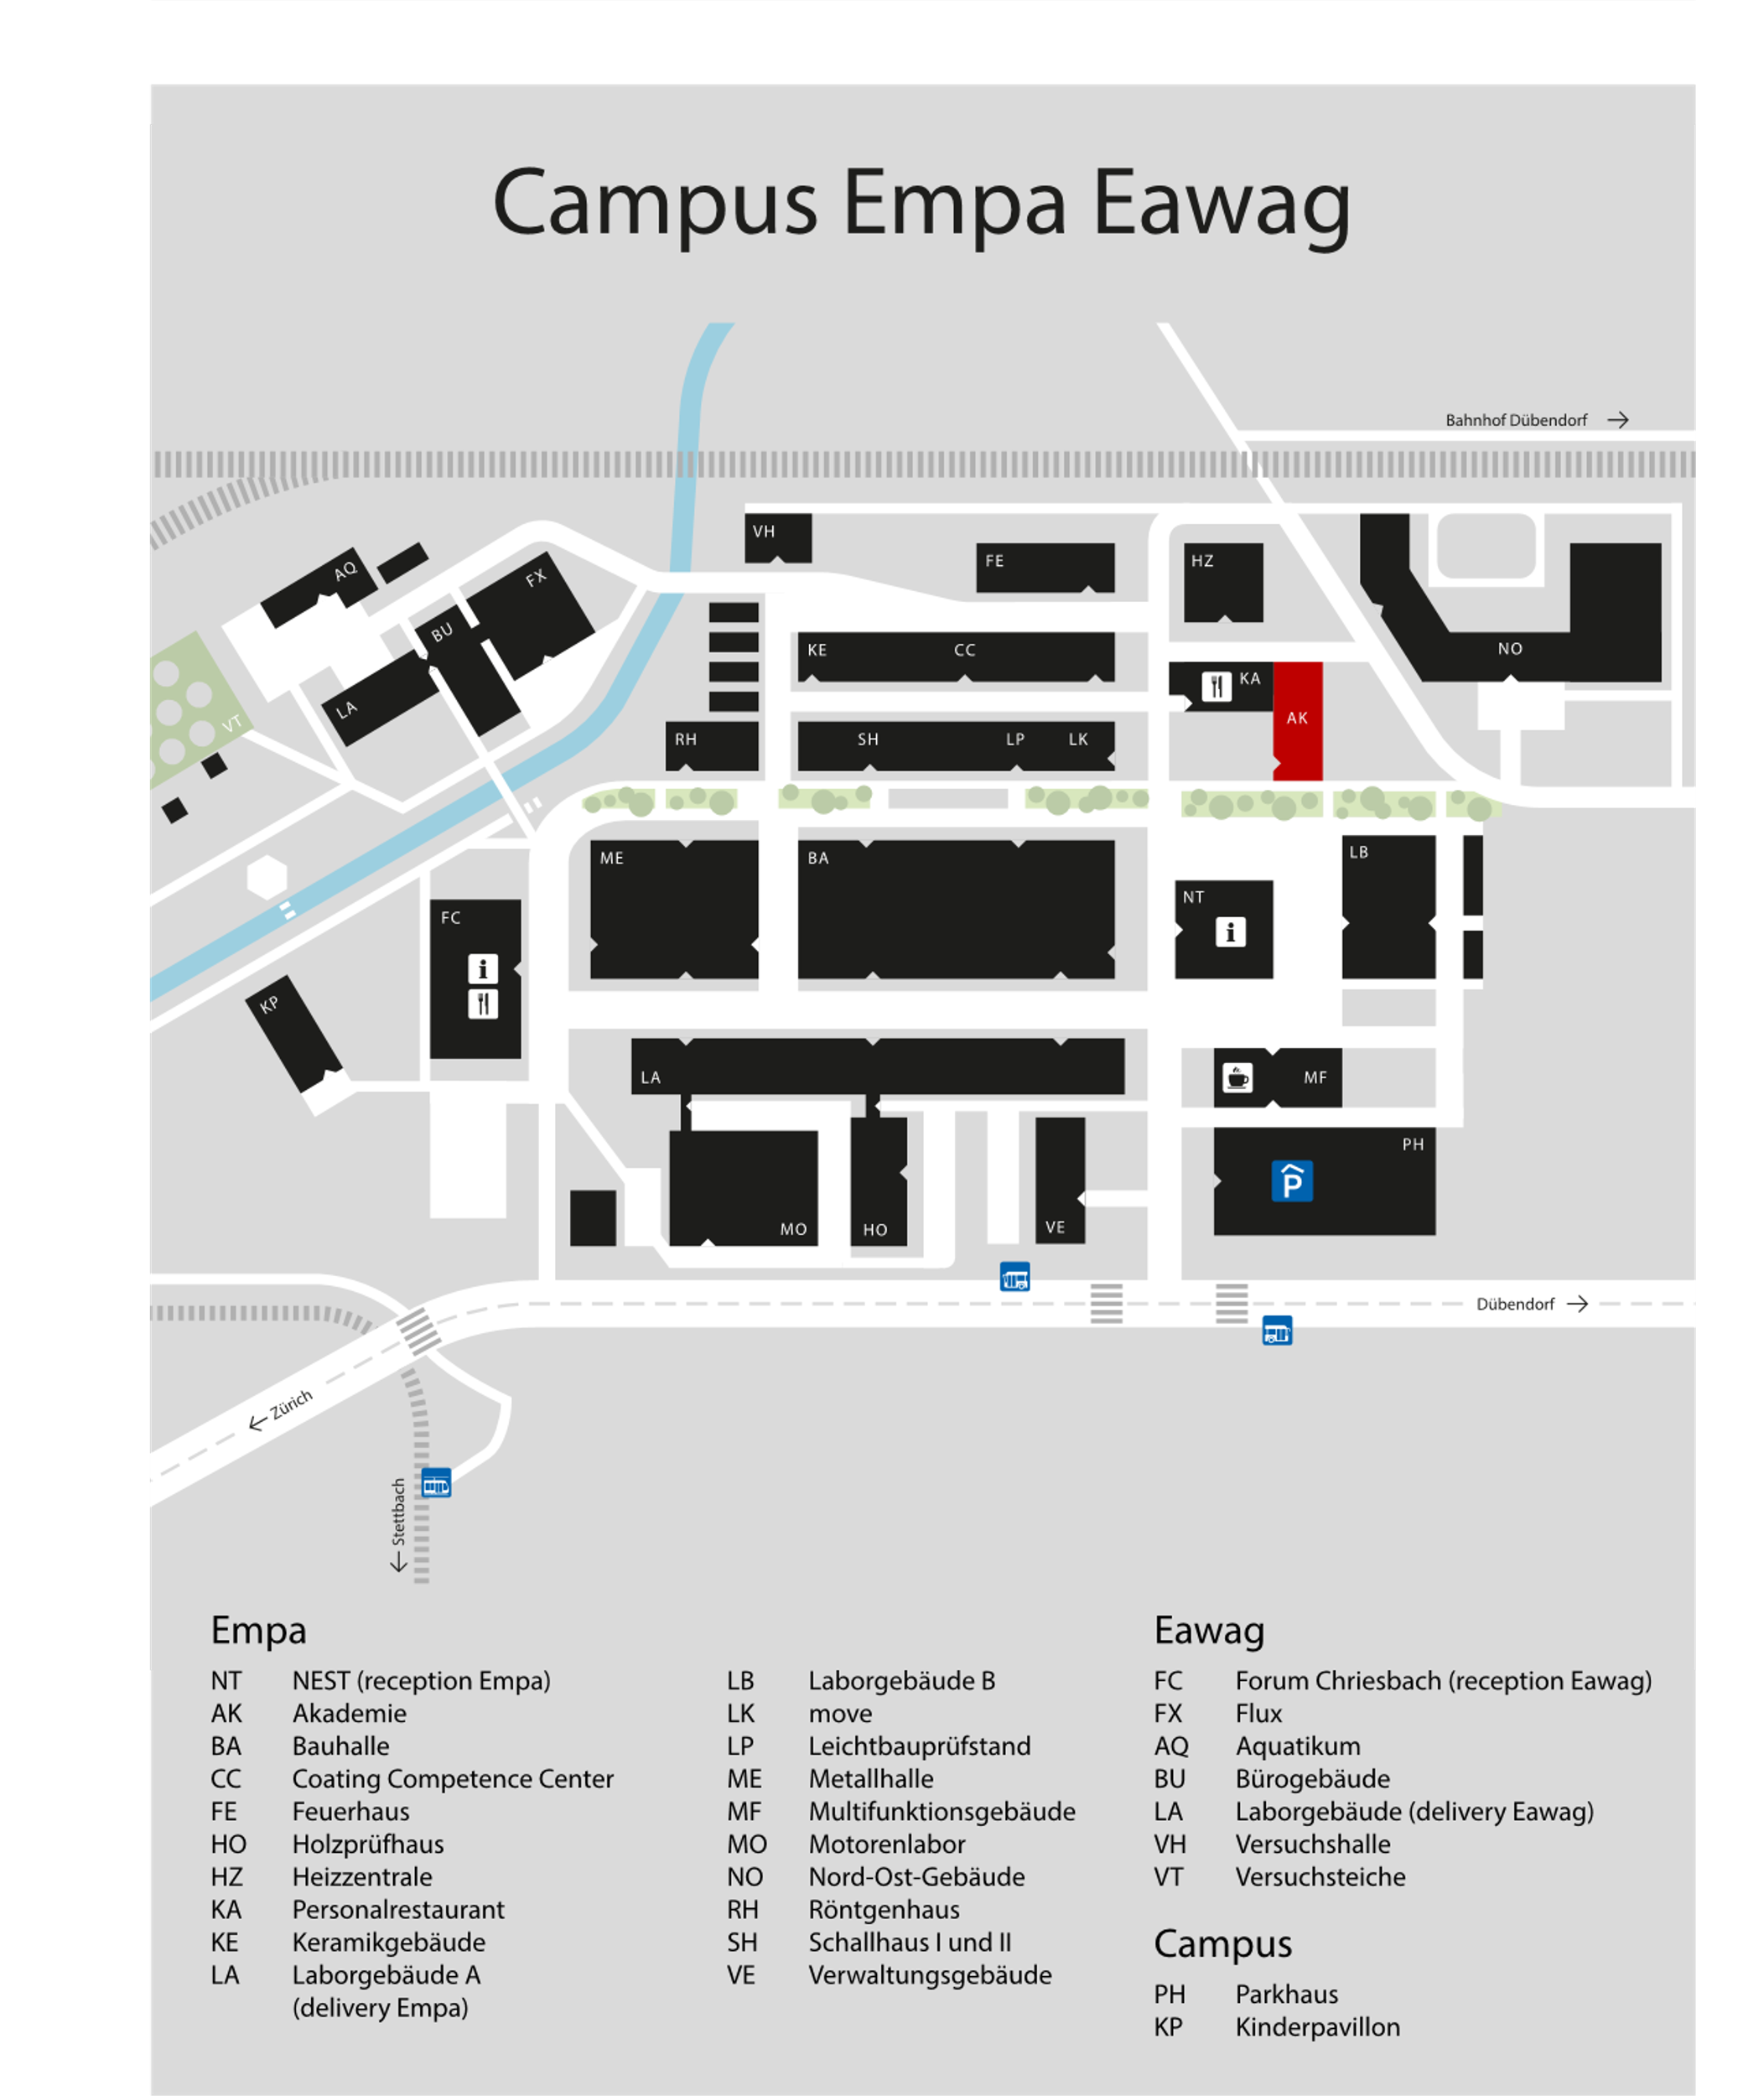 Campus Empa Eawag
Bahnhof Dübendorf →
VH
FE
HZ
AQ
FX
BU
KE
CC
NO
KA
LA
AK
VT
RH
SH
LP
LK
ME
BA
LB
NT
FC
i
i
KP
LA
MF
PH
P
MO
HO
VE
Dübendorf →
← Zürich
← Stettbach
Empa
NT NEST (reception Empa)
AK Akademie
BA Bauhalle
CC Coating Competence Center
FE Feuerhaus
HO Holzprüfhaus
HZ Heizzentrale
KA Personalrestaurant
KE Keramikgebäude
LA Laborgebäude A
(delivery Empa)
LB Laborgebäude B
LK move
LP Leichtbauprüfstand
ME Metallhalle
MF Multifunktionsgebäude
MO Motorenlabor
NO Nord-Ost-Gebäude
RH Röntgenhaus
SH Schallhaus I und II
VE Verwaltungsgebäude
Eawag
FC Forum Chriesbach (reception Eawag)
FX Flux
AQ Aquatikum
BU Bürogebäude
LA Laborgebäude (delivery Eawag)
VH Versuchshalle
VT Versuchsteiche
Campus
PH Parkhaus
KP Kinderpavillon